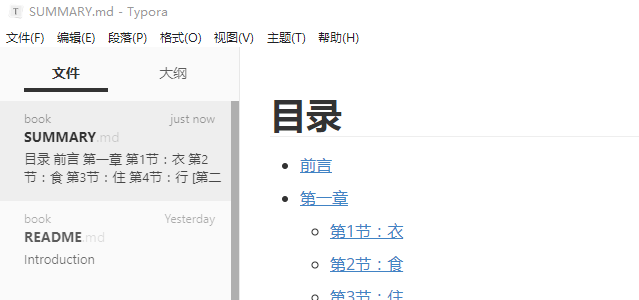 SUMMARY.md - Typora
文件(F) 编辑(E) 段落(P) 格式(O) 视图(V) 主题(T) 帮助(H)
文件 大纲
book just now
SUMMARY.md
目录 前言 第一章 第1节：衣 第2
节：食 第3节：住 第4节：行 [第二
book Yesterday
README.md
Introduction
目录
前言
第一章
第1节：衣
第2节：食
第3节：住